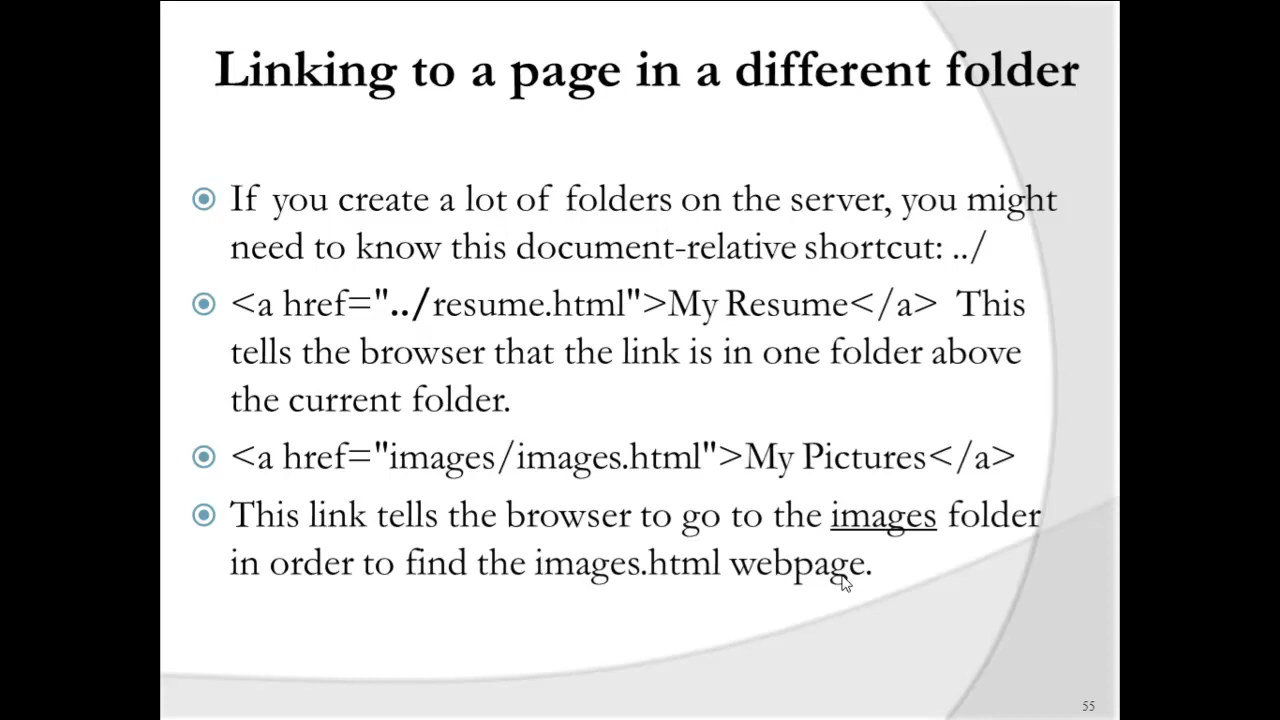 Linking to a page in a different folder
If you create a lot of folders on the server, you might
need to know this document-relative shortcut: ../
<a href="../resume.html">My Resume</a> This
tells the browser that the link is in one folder above
the current folder.
<a href="images/images.html">My Pictures</a>
This link tells the browser to go to the images folder
in order to find the images.html webpage.
55